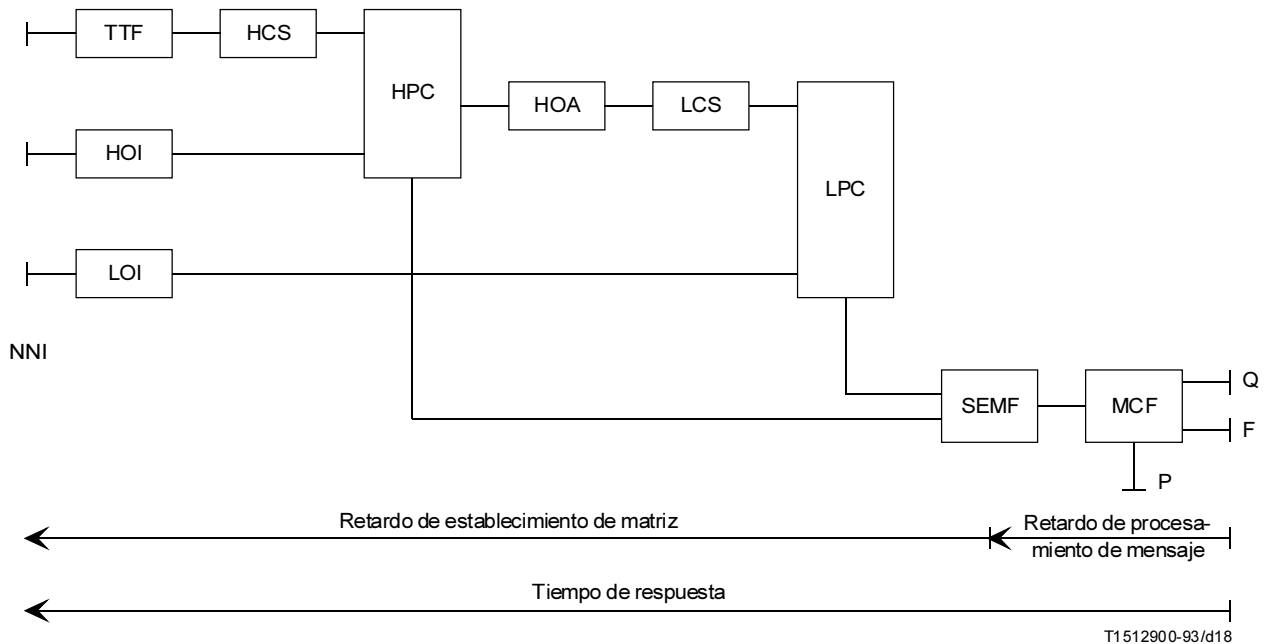 TTF
HCS
HPC
HOA
LCS
HOI
LPC
LOI
NNI
SEMF
MCF
Q
F
P
Retardo de establecimiento de matriz
Retardo de procesa-
miento de mensaje
Tiempo de respuesta
T1512900-93/d18